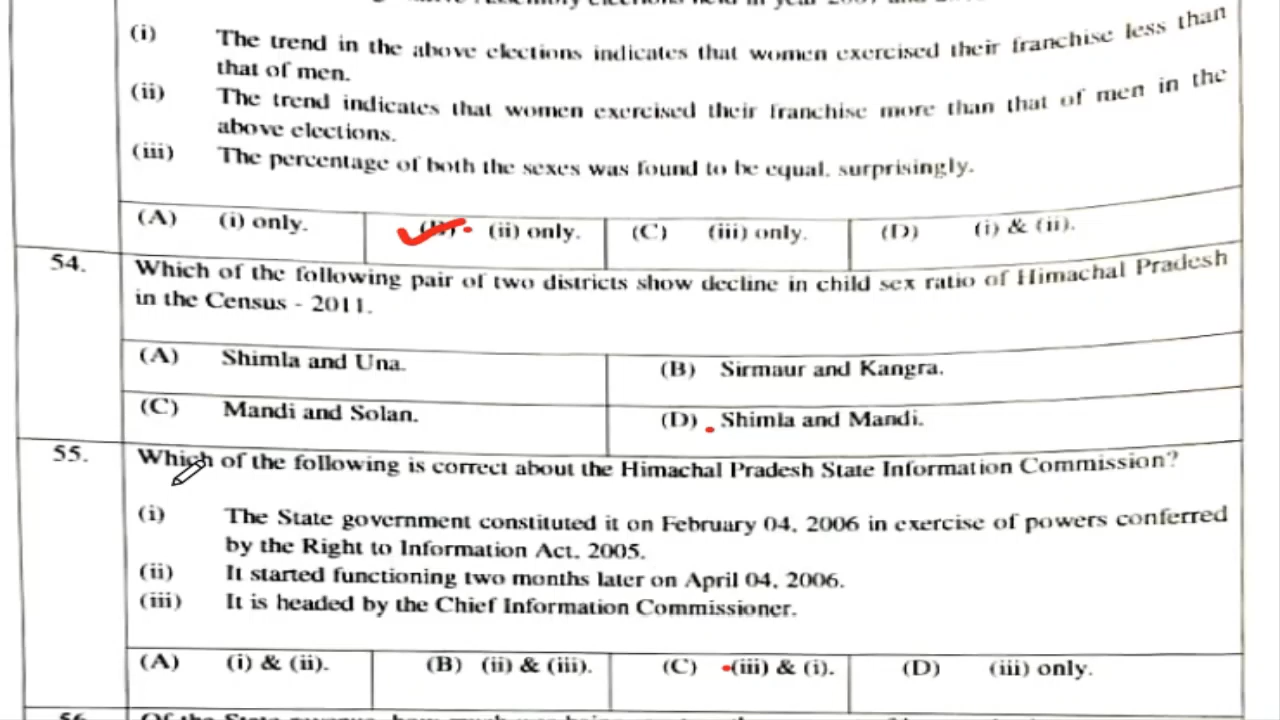 (i) The trend in the above elections indicates that women exercised their franchise less than
that of men.
(ii) The trend indicates that women exercised their franchise more than that of men in the
above elections.
(iii) The percentage of both the sexes was found to be equal, surprisingly.
(A) (i) only. (ii) only. (C) (iii) only. (D) (i) & (ii).
54. Which of the following pair of two districts show decline in child sex ratio of Himachal Pradesh
in the Census - 2011.
(A) Shimla and Una. (B) Sirmaur and Kangra.
(C) Mandi and Solan. (D) Shimla and Mandi.
55. Which of the following is correct about the Himachal Pradesh State Information Commission?
(i) The State government constituted it on February 04, 2006 in exercise of powers conferred
by the Right to Information Act, 2005.
(ii) It started functioning two months later on April 04, 2006.
(iii) It is headed by the Chief Information Commissioner.
(A) (i) & (ii). (B) (ii) & (iii). (C) (iii) & (i). (D) (iii) only.